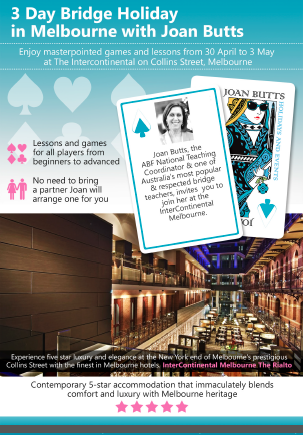 3 Day Bridge Holiday
in Melbourne with Joan Butts
Enjoy masterpointed games and lessons from 30 April to 3 May
at The Intercontinental on Collins Street, Melbourne
Lessons and games
for all players from
beginners to advanced
No need to bring
a partner Joan will
arrange one for you
Joan Butts, the
ABF National Teaching
Coordinator & one of
Australia's most popular
& respected bridge
teachers, invites you to
join her at the
InterContinental
Melbourne.
JOAN BUTTS
HOLIDAYS AND EVENTS
Experience five star luxury and elegance at the New York end of Melbourne's prestigious
Collins Street with the finest in Melbourne hotels, InterContinental Melbourne The Rialto
Contemporary 5-star accommodation that immaculately blends
comfort and luxury with Melbourne heritage